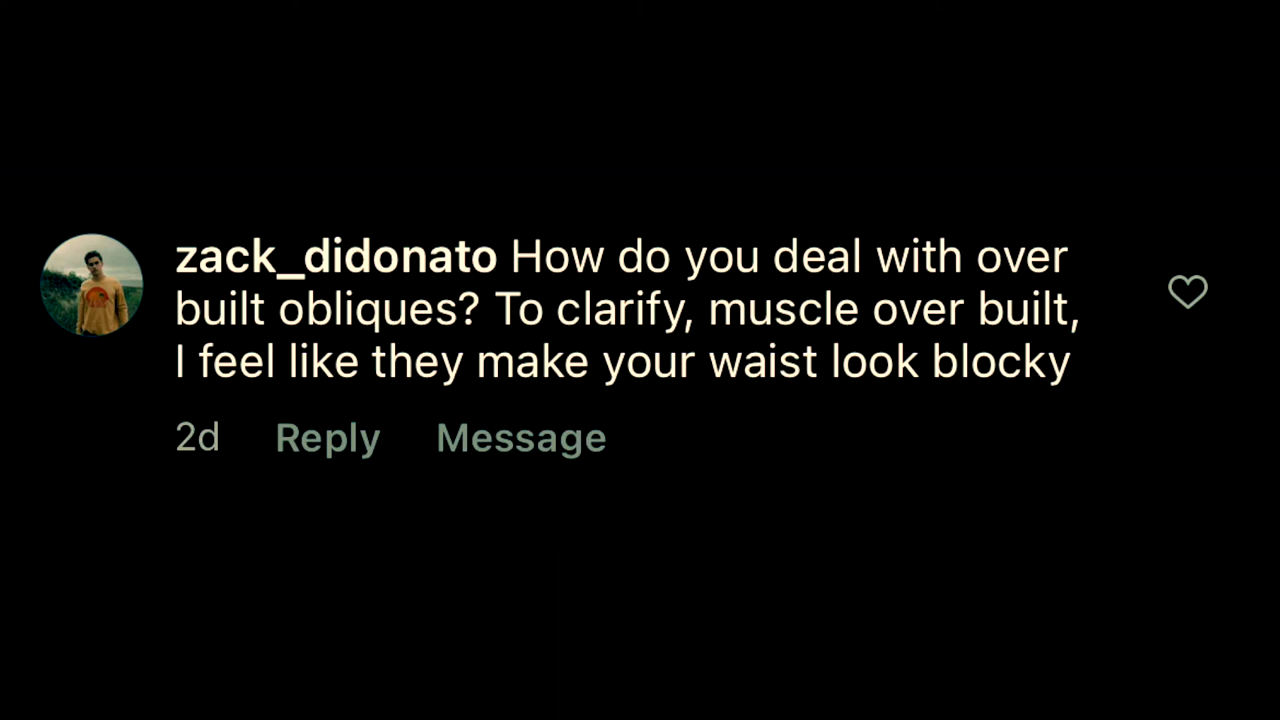 zack_didonato How do you deal with over
built obliques? To clarify, muscle over built,
I feel like they make your waist look blocky
2d Reply Message